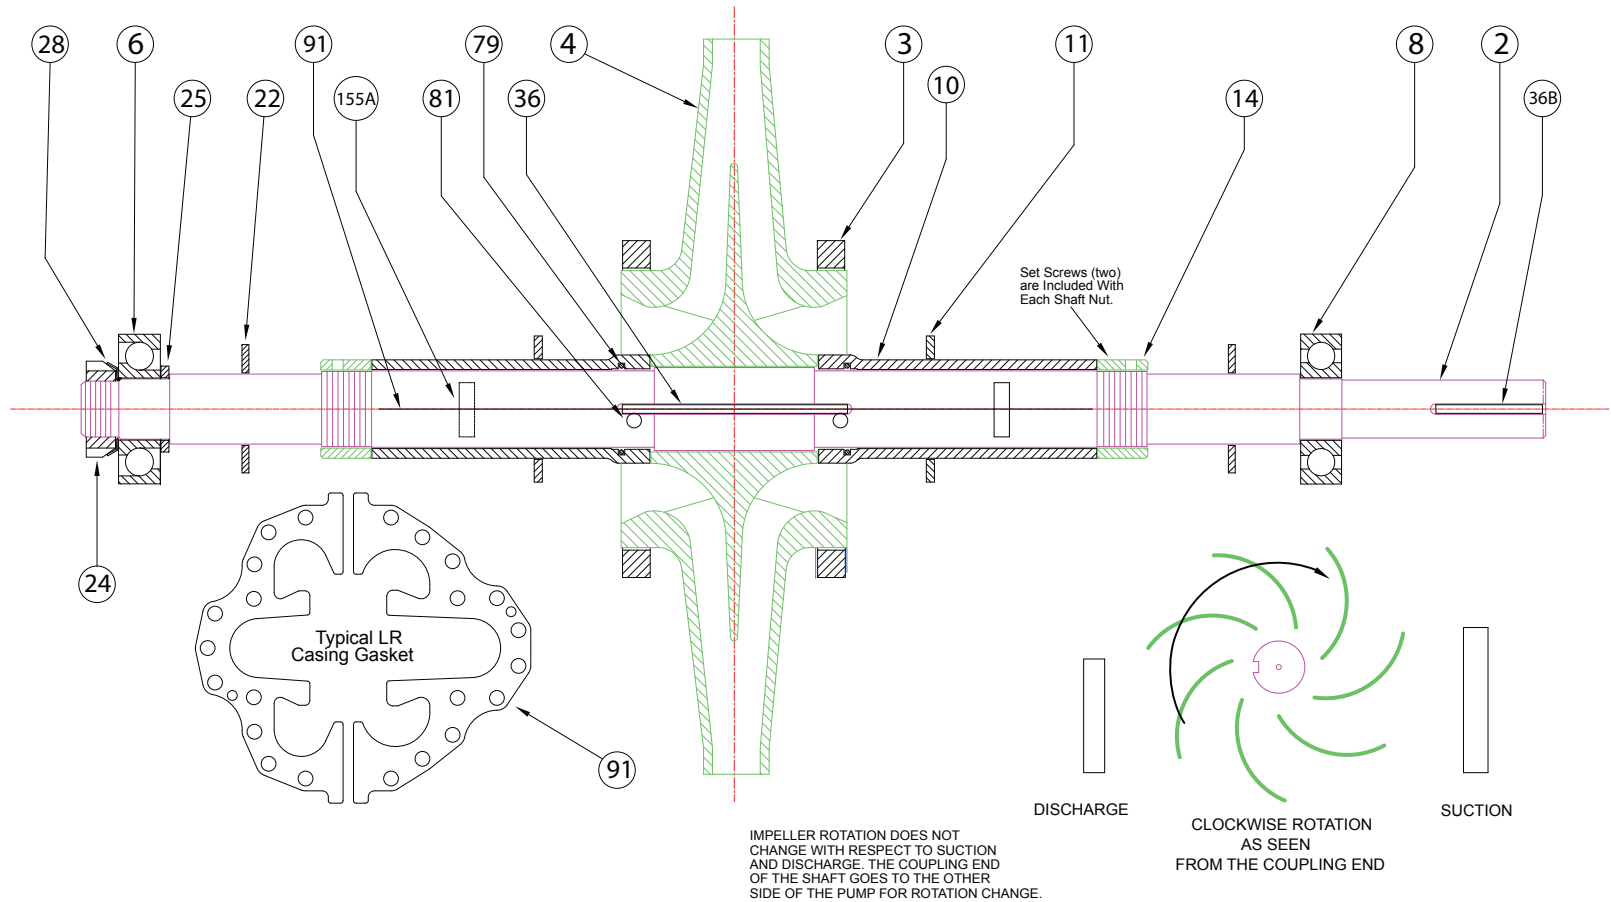 28
6
91
79
4
3
11
8
2
25
22
155A
81
36
10
14
36B
Set Screws (two)
are Included With
Each Shaft Nut.
24
Typical LR
Casing Gasket
91
DISCHARGE
SUCTION
CLOCKWISE ROTATION
AS SEEN
FROM THE COUPLING END
IMPELLER ROTATION DOES NOT
CHANGE WITH RESPECT TO SUCTION
AND DISCHARGE. THE COUPLING END
OF THE SHAFT GOES TO THE OTHER
SIDE OF THE PUMP FOR ROTATION CHANGE.